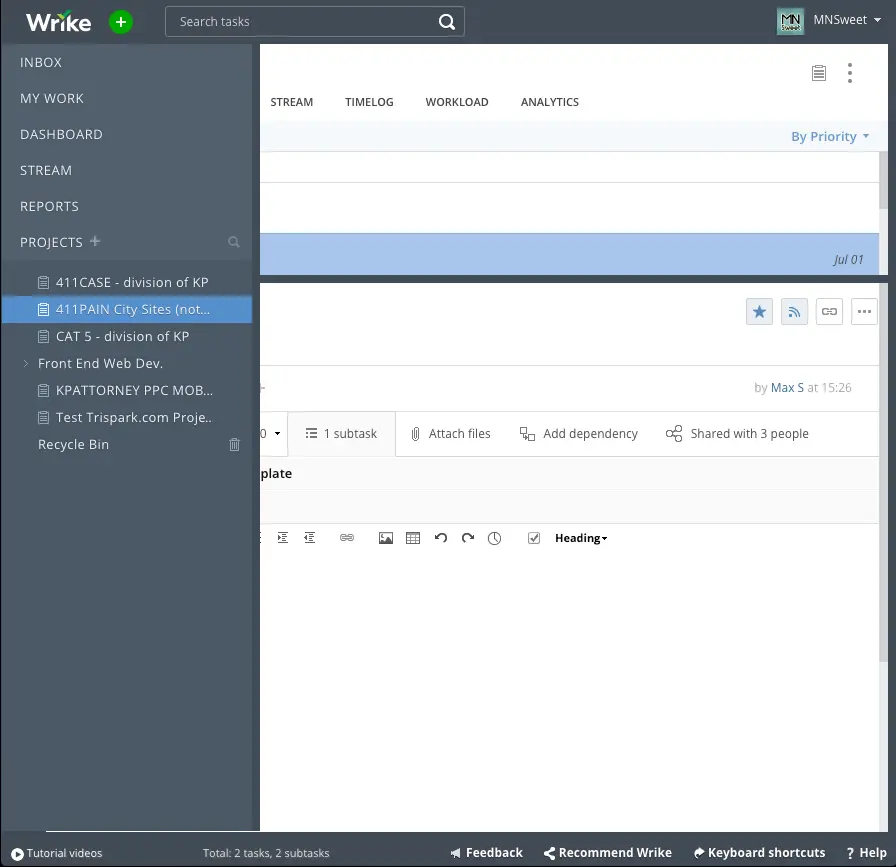 Wrike
Search tasks
MN
Sweet
MNSweet
INBOX
MY WORK
DASHBOARD
STREAM
REPORTS
PROJECTS
411CASE - division of KP
411PAIN City Sites (not...
CAT 5 - division of KP
Front End Web Dev.
KPATTORNEY PPC MOB...
Test Trispark.com Proje..
Recycle Bin
STREAM TIMELOG WORKLOAD ANALYTICS
By Priority
Jul 01
by Max S at 15:26
0 1 subtask Attach files Add dependency Shared with 3 people
plate
Heading
Tutorial videos Total: 2 tasks, 2 subtasks Feedback Recommend Wrike Keyboard shortcuts ? Help